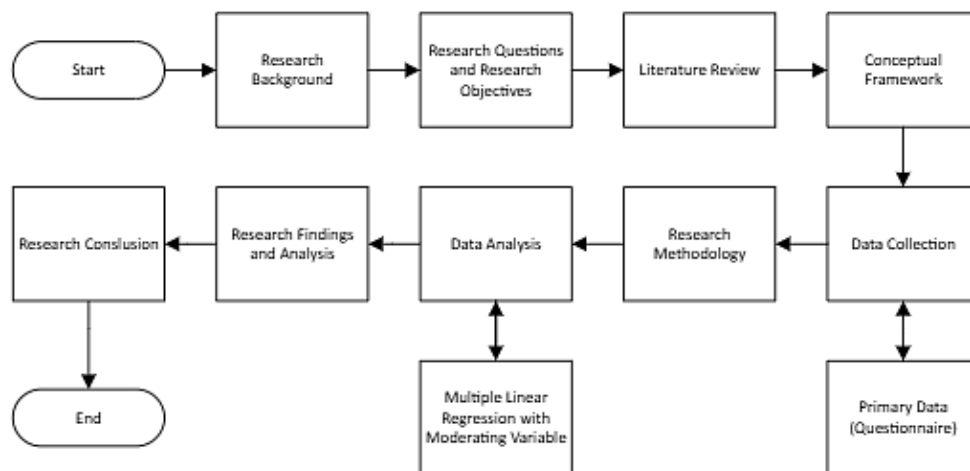 Start
Research
Background
Research Questions
and Research
Objectives
Literature Review
Conceptual
Framework
Research Conslusion
Research Findings
and Analysis
Data Analysis
Research
Methodology
Data Collection
End
Multiple Linear
Regression with
Moderating Variable
Primary Data
(Questionnaire)